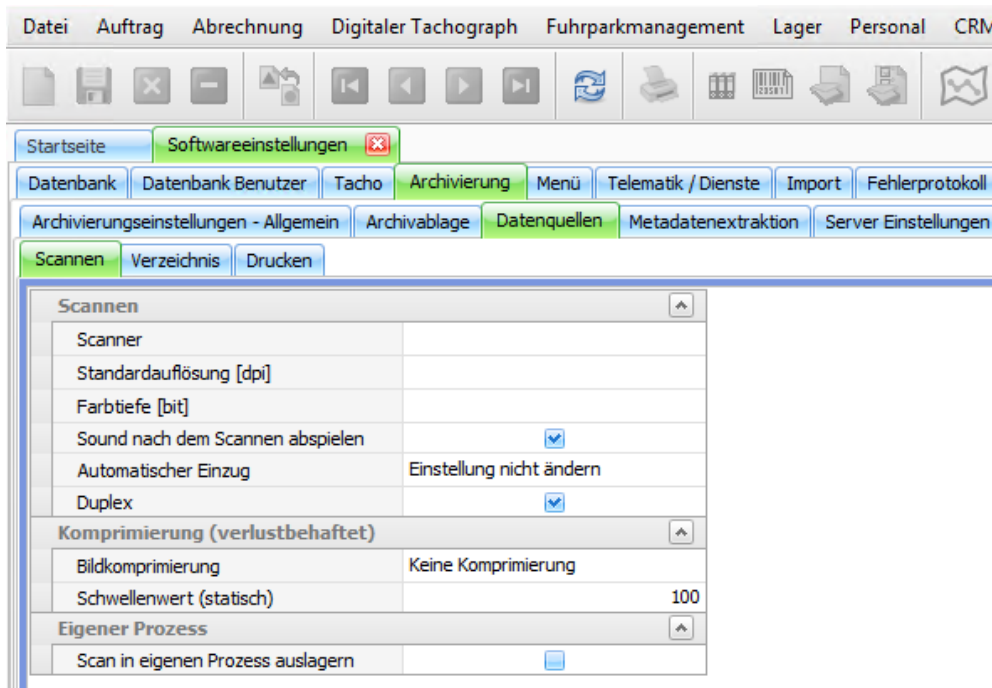 Datei Auftrag Abrechnung Digitaler Tachograph Fuhrparkmanagement Lager Personal CRM
Startseite Softwareeinstellungen
Datenbank Datenbank Benutzer Tacho Archivierung Menü Telematik / Dienste Import Fehlerprotokoll
Archivierungseinstellungen - Allgemein Archivablage Datenquellen Metadatenextraktion Server Einstellungen
Scannen Verzeichnis Drucken
Scannen
Scanner
Standardauflösung [dpi]
Farbtiefe [bit]
Sound nach dem Scannen abspielen
Automatischer Einzug Einstellung nicht ändern
Duplex
Komprimierung (verlustbehaftet)
Bildkomprimierung Keine Komprimierung
Schwellenwert (statisch) 100
Eigener Prozess
Scan in eigenen Prozess auslagern